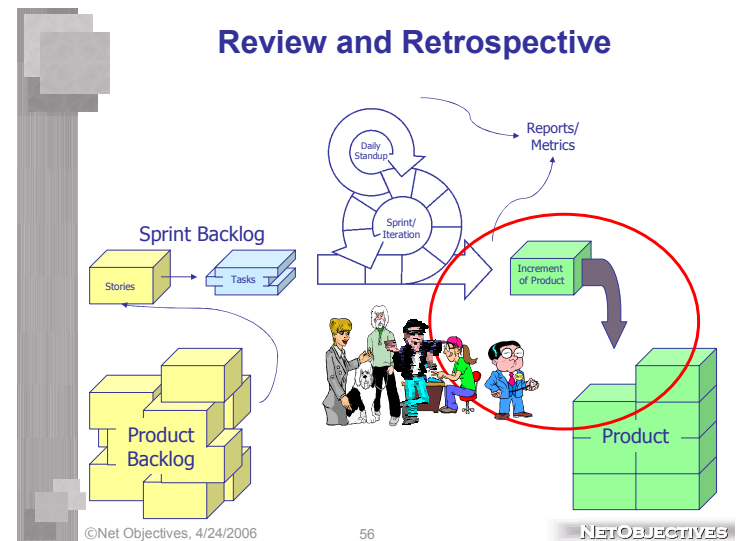 Review and Retrospective
Daily
Standup
Reports/
Metrics
Sprint/
Iteration
Sprint Backlog
Stories
Tasks
Increment
of Product
Product
Backlog
Product
©Net Objectives, 4/24/2006
56
NETOBJECTIVES